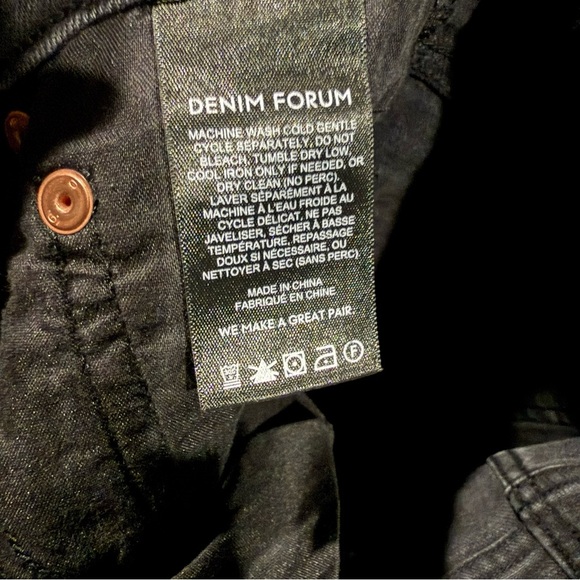 DENIM FORUM
MACHINE WASH COLD GENTLE
CYCLE SEPARATELY, DO NOT
BLEACH, TUMBLE DRY LOW,
COOL IRON ONLY IF NEEDED, OR
DRY CLEAN (NO PERC).
LAVER SÉPARÉMENT À LA
MACHINE À L'EAU FROIDE AU
CYCLE DÉLICAT, NE PAS
JAVELISER, SÉCHER À BASSE
TEMPÉRATURE, REPASSAGE
DOUX SI NÉCESSAIRE, OU
NETTOYER À SEC (SANS PERC)
MADE IN CHINA
FABRIQUÉ EN CHINE
WE MAKE A GREAT PAIR.
F